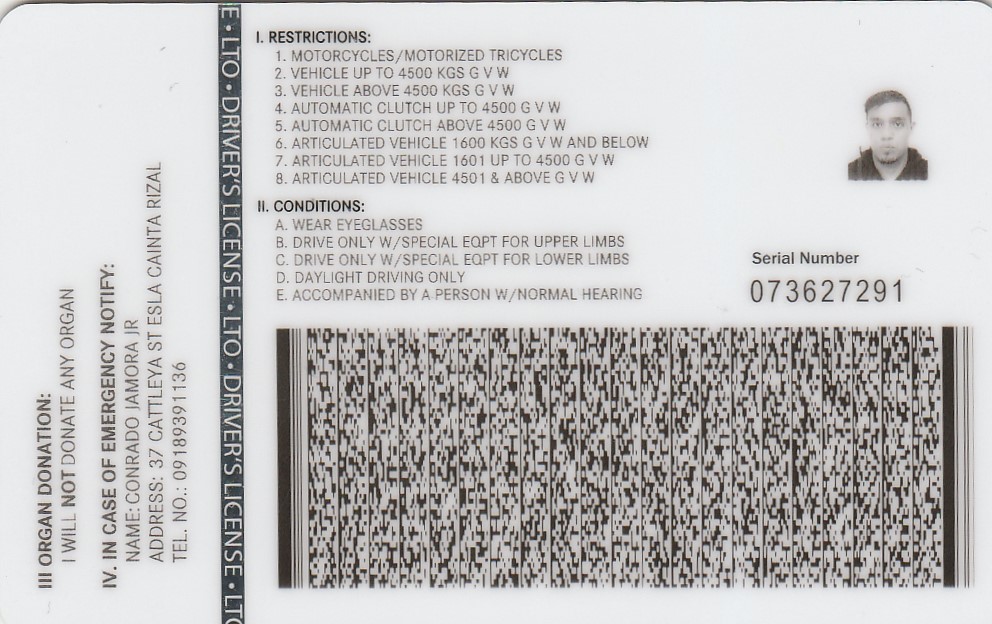 I. RESTRICTIONS:
1. MOTORCYCLES/MOTORIZED TRICYCLES
2. VEHICLE UP TO 4500 KGS G V W
3. VEHICLE ABOVE 4500 KGS G V W
4. AUTOMATIC CLUTCH UP TO 4500 G V W
5. AUTOMATIC CLUTCH ABOVE 4500 G V W
6. ARTICULATED VEHICLE 1600 KGS G V W AND BELOW
7. ARTICULATED VEHICLE 1601 UP TO 4500 G V W
8. ARTICULATED VEHICLE 4501 & ABOVE G V W
II. CONDITIONS:
A. WEAR EYEGLASSES
B. DRIVE ONLY W/SPECIAL EQPT FOR UPPER LIMBS
C. DRIVE ONLY W/SPECIAL EQPT FOR LOWER LIMBS
D. DAYLIGHT DRIVING ONLY
E. ACCOMPANIED BY A PERSON W/NORMAL HEARING
Serial Number
073627291
III ORGAN DONATION:
I WILL NOT DONATE ANY ORGAN
IV. IN CASE OF EMERGENCY NOTIFY:
NAME: CONRADO JAMORA JR
ADDRESS: 37 CATTLEYA ST ESLA CAINTA RIZAL
TEL. NO.: 09189391136
E • LTO • DRIVER'S LICENSE • LTO • DRIVER'S LICENSE • LTO